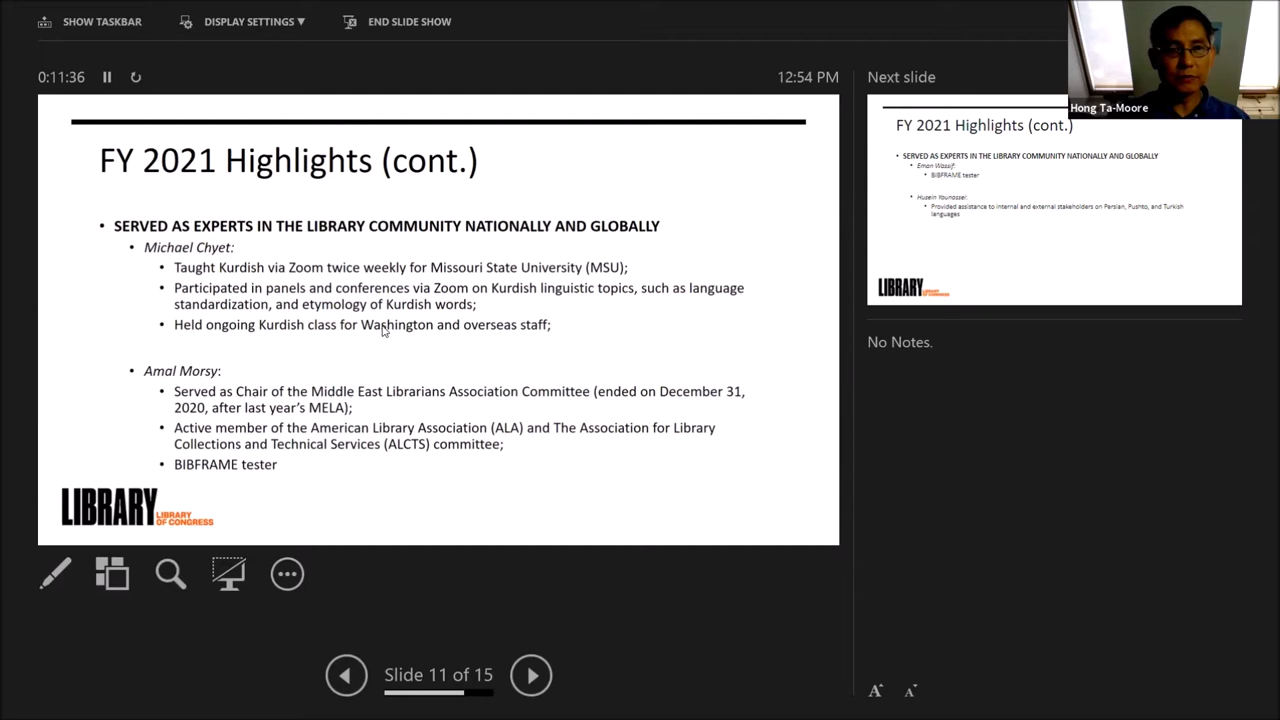 SHOW TASKBAR
DISPLAY SETTINGS ▼
END SLIDE SHOW
0:11:36
12:54 PM
FY 2021 Highlights (cont.)
• SERVED AS EXPERTS IN THE LIBRARY COMMUNITY NATIONALLY AND GLOBALLY
• Michael Chyet:
• Taught Kurdish via Zoom twice weekly for Missouri State University (MSU);
• Participated in panels and conferences via Zoom on Kurdish linguistic topics, such as language
standardization, and etymology of Kurdish words;
• Held ongoing Kurdish class for Washington and overseas staff;
• Amal Morsy:
• Served as Chair of the Middle East Librarians Association Committee (ended on December 31,
2020, after last year's MELA);
• Active member of the American Library Association (ALA) and The Association for Library
Collections and Technical Services (ALCTS) committee;
• BIBFRAME tester
LIBRARY
LIBRARY
OF CONGRESS
Slide 11 of 15
Next slide
Hong Ta-Moore
FY 2021 Highlights (cont.)
• SERVED AS EXPERTS IN THE LIBRARY COMMUNITY NATIONALLY AND GLOBALLY
• Eman Wassif:
• BIBFRAME tester
• Husein Younossei:
• Provided assistance to internal and external stakeholders on Persian, Pushto, and Turkish
languages
LIBRARY
No Notes.
A A